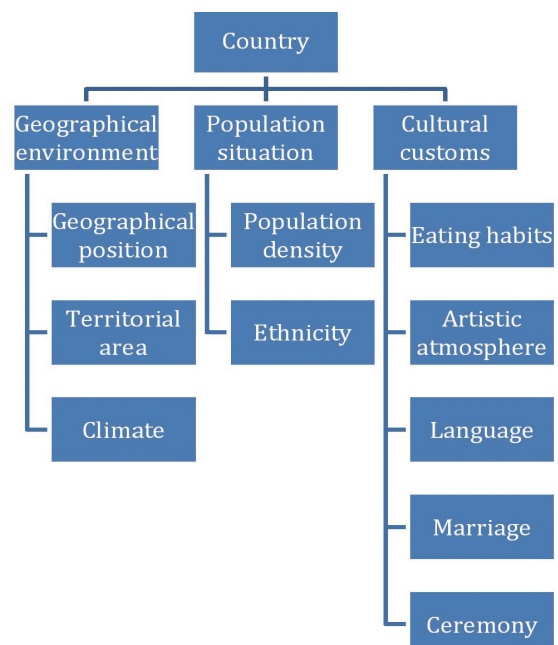 Country
Geographical
environment
Geographical
position
Territorial
area
Climate
Population
situation
Population
density
Ethnicity
Cultural
customs
Eating habits
Artistic
atmosphere
Language
Marriage
Ceremony